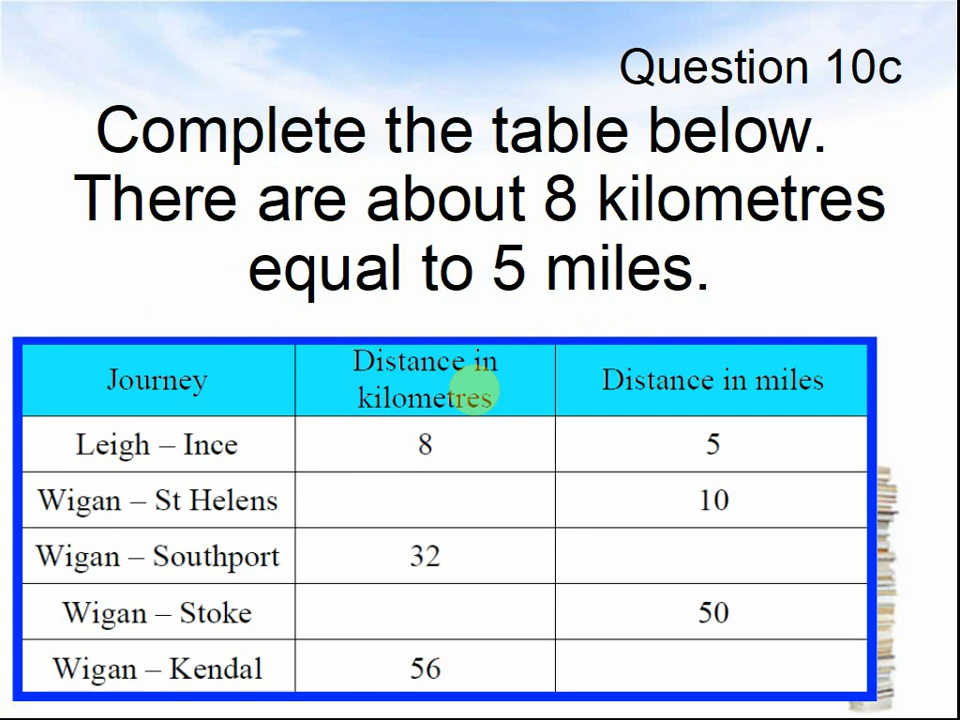 Question 10c
Complete the table below.
There are about 8 kilometres
equal to 5 miles.
Journey
Distance in
kilometres
Distance in miles
Leigh – Ince 8 5
Wigan – St Helens 10
Wigan – Southport 32
Wigan – Stoke 50
Wigan – Kendal 56